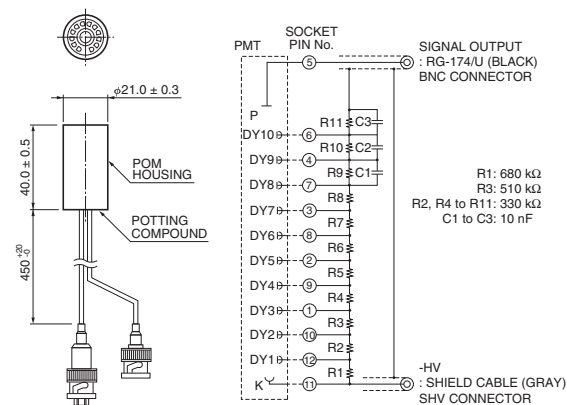 φ21.0 ± 0.3
40.0 ± 0.5
450 +20 -0
POM
HOUSING
POTTING
COMPOUND
PMT
SOCKET
PIN No.
SIGNAL OUTPUT
: RG-174/U (BLACK)
BNC CONNECTOR
5
P
R11 C3
DY10 6
R10 C2
DY9 4
R9 C1
DY8 7
R8
DY7 3
R7
DY6 8
R6
DY5 2
R5
DY4 9
R4
DY3 1
R3
DY2 10
R2
DY1 12
R1
K 11
R1: 680 kΩ
R3: 510 kΩ
R2, R4 to R11: 330 kΩ
C1 to C3: 10 nF
-HV
: SHIELD CABLE (GRAY)
SHV CONNECTOR